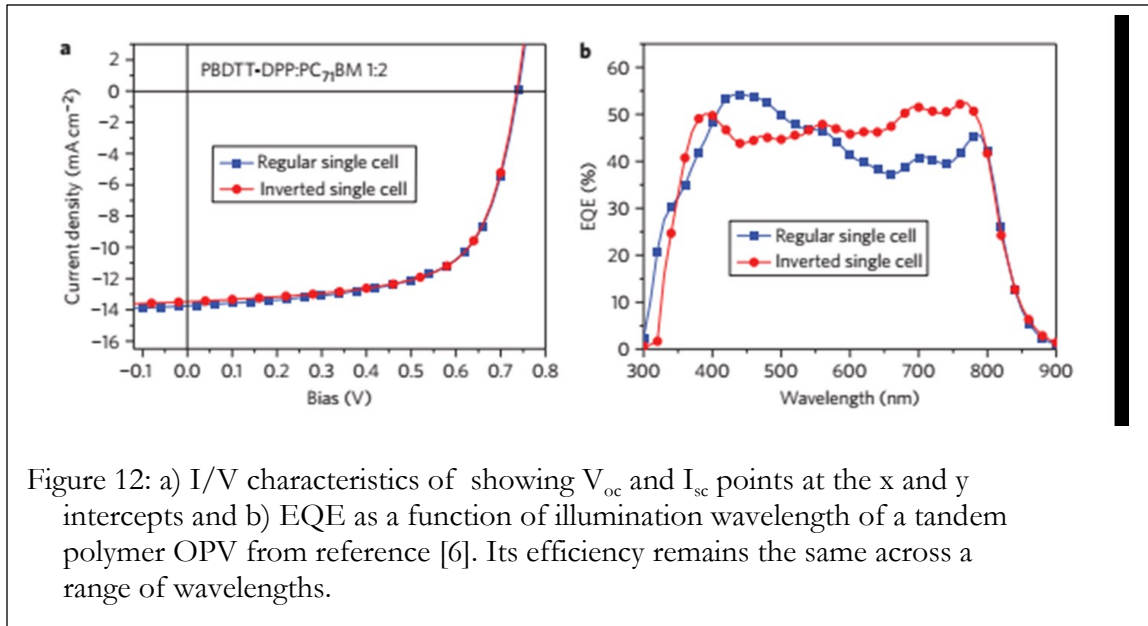 a
PBDTT-DPP:PC71BM 1:2
2
0
−2
−4
−6
−8
−10
−12
−14
−16
Current density (mA cm−2)
Regular single cell
Inverted single cell
−0.1 0.0 0.1 0.2 0.3 0.4 0.5 0.6 0.7 0.8
Bias (V)
b
60
50
40
30
20
10
0
EQE (%)
Regular single cell
Inverted single cell
300 400 500 600 700 800 900
Wavelength (nm)
Figure 12: a) I/V characteristics of showing Voc and Isc points at the x and y
intercepts and b) EQE as a function of illumination wavelength of a tandem
polymer OPV from reference [6]. Its efficiency remains the same across a
range of wavelengths.